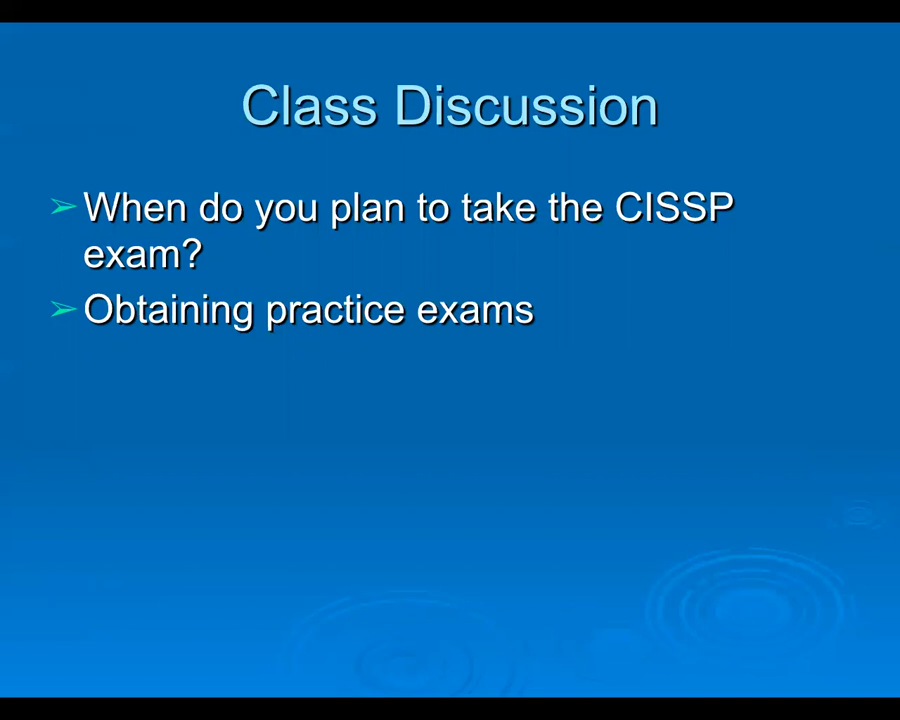 Class Discussion
➢When do you plan to take the CISSP
exam?
➢Obtaining practice exams